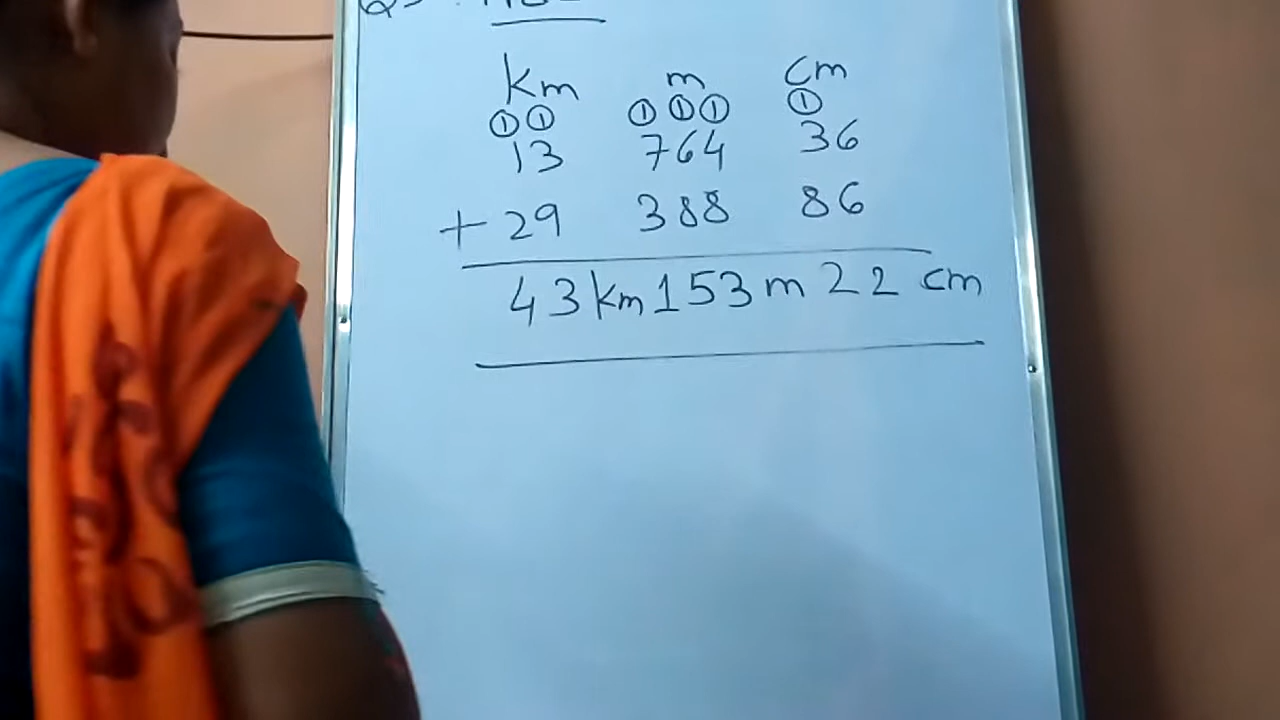 Km m cm
① ① ① ① ① ①
13 764 36
+ 29 388 86
43 km 153 m 22 cm